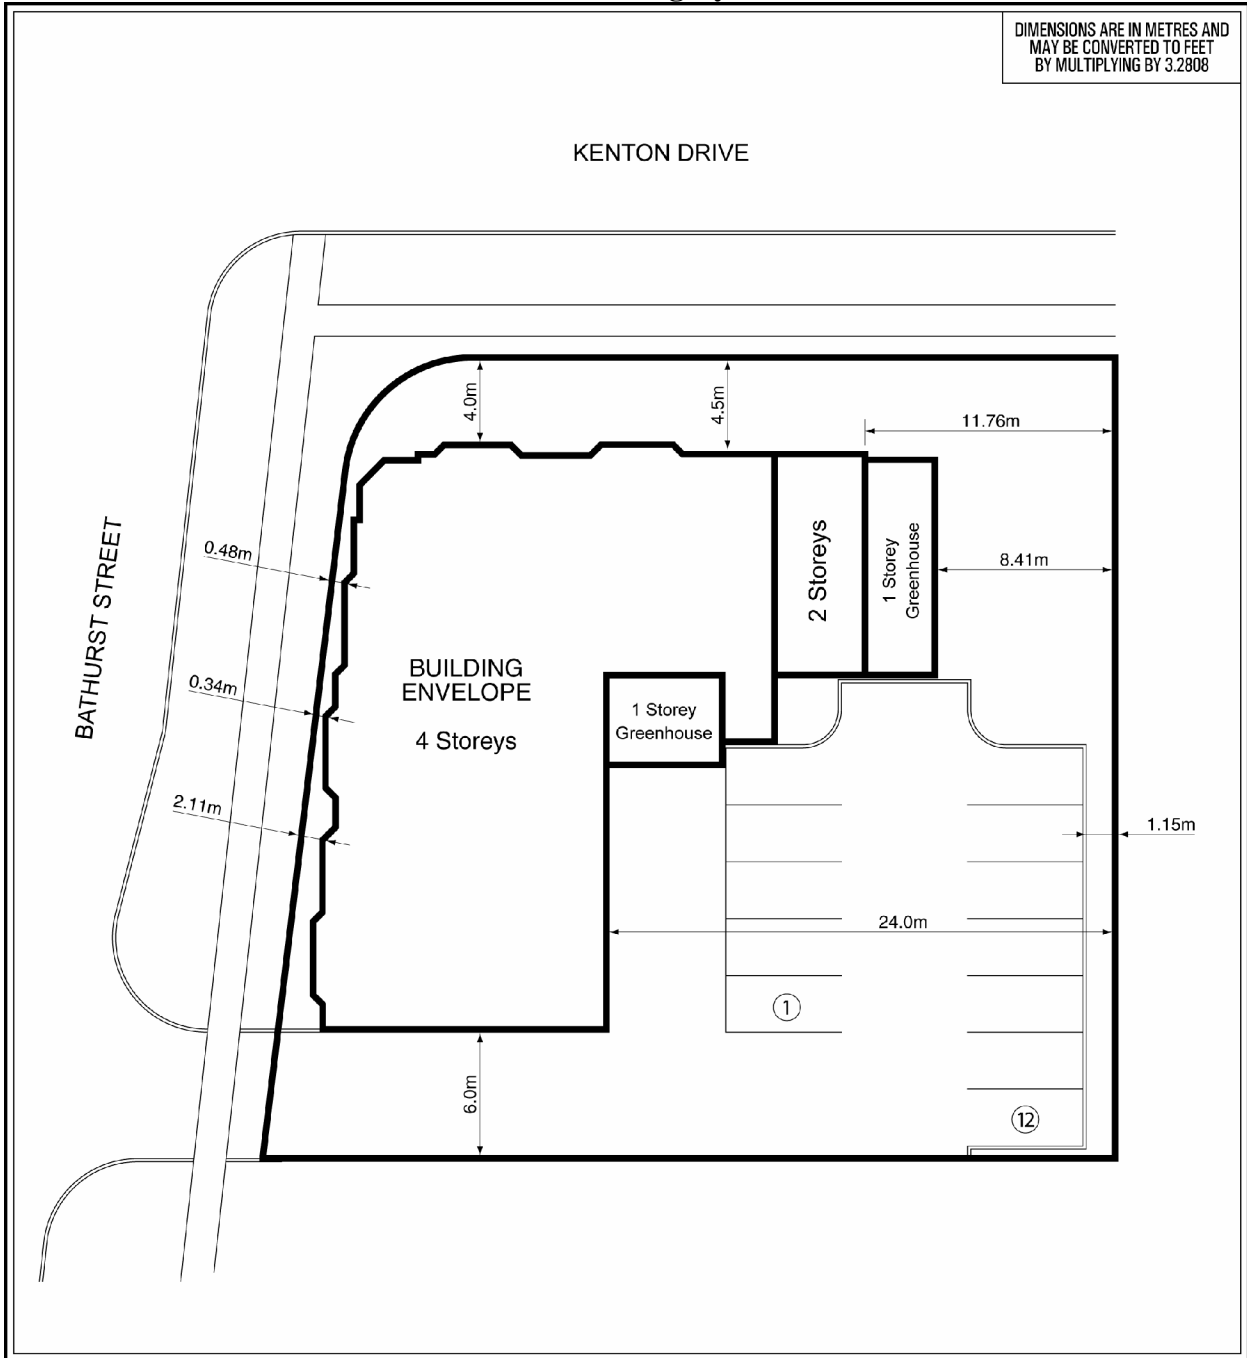 DIMENSIONS ARE IN METRES AND
MAY BE CONVERTED TO FEET
BY MULTIPLYING BY 3.2808
KENTON DRIVE
4.0m
4.5m
11.76m
BATHURST STREET
0.48m
2 Storeys
1 Storey
Greenhouse
8.41m
BUILDING
ENVELOPE
4 Storeys
0.34m
1 Storey
Greenhouse
2.11m
1.15m
24.0m
1
6.0m
12